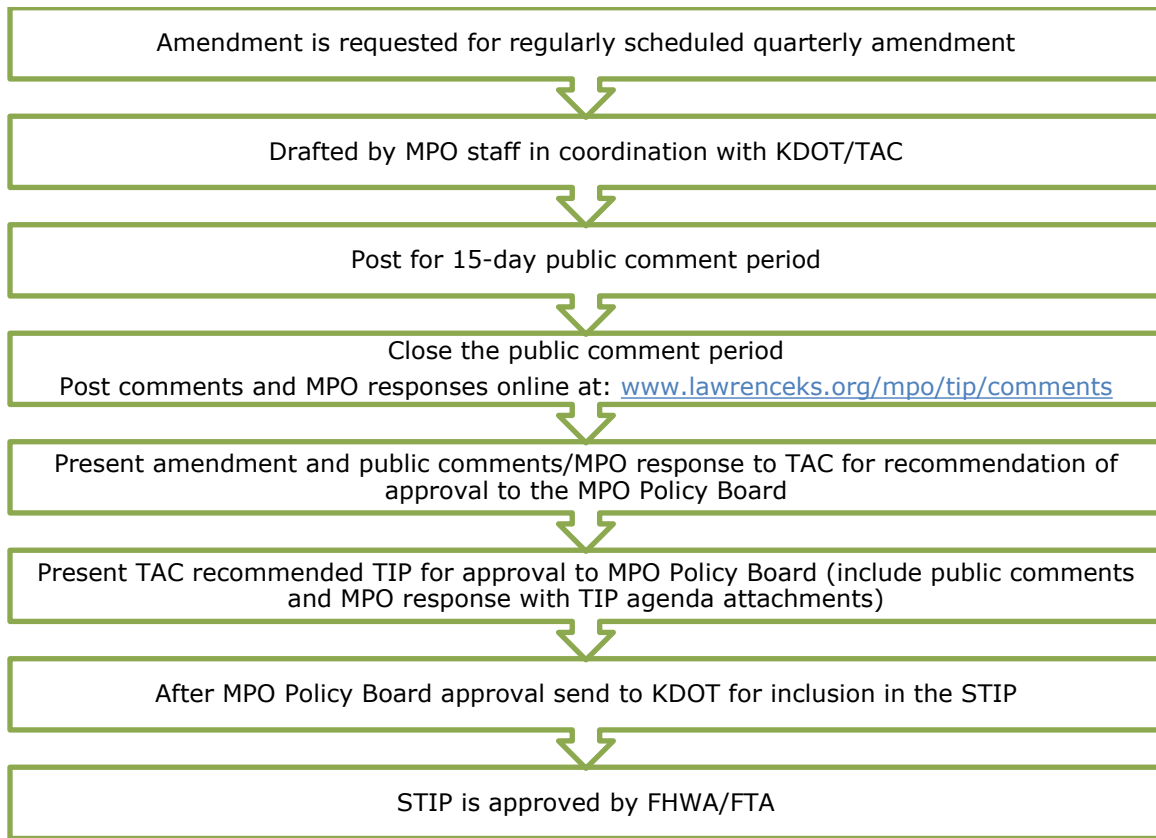 Amendment is requested for regularly scheduled quarterly amendment
Drafted by MPO staff in coordination with KDOT/TAC
Post for 15-day public comment period
Close the public comment period
Post comments and MPO responses online at: www.lawrenceks.org/mpo/tip/comments
Present amendment and public comments/MPO response to TAC for recommendation of
approval to the MPO Policy Board
Present TAC recommended TIP for approval to MPO Policy Board (include public comments
and MPO response with TIP agenda attachments)
After MPO Policy Board approval send to KDOT for inclusion in the STIP
STIP is approved by FHWA/FTA